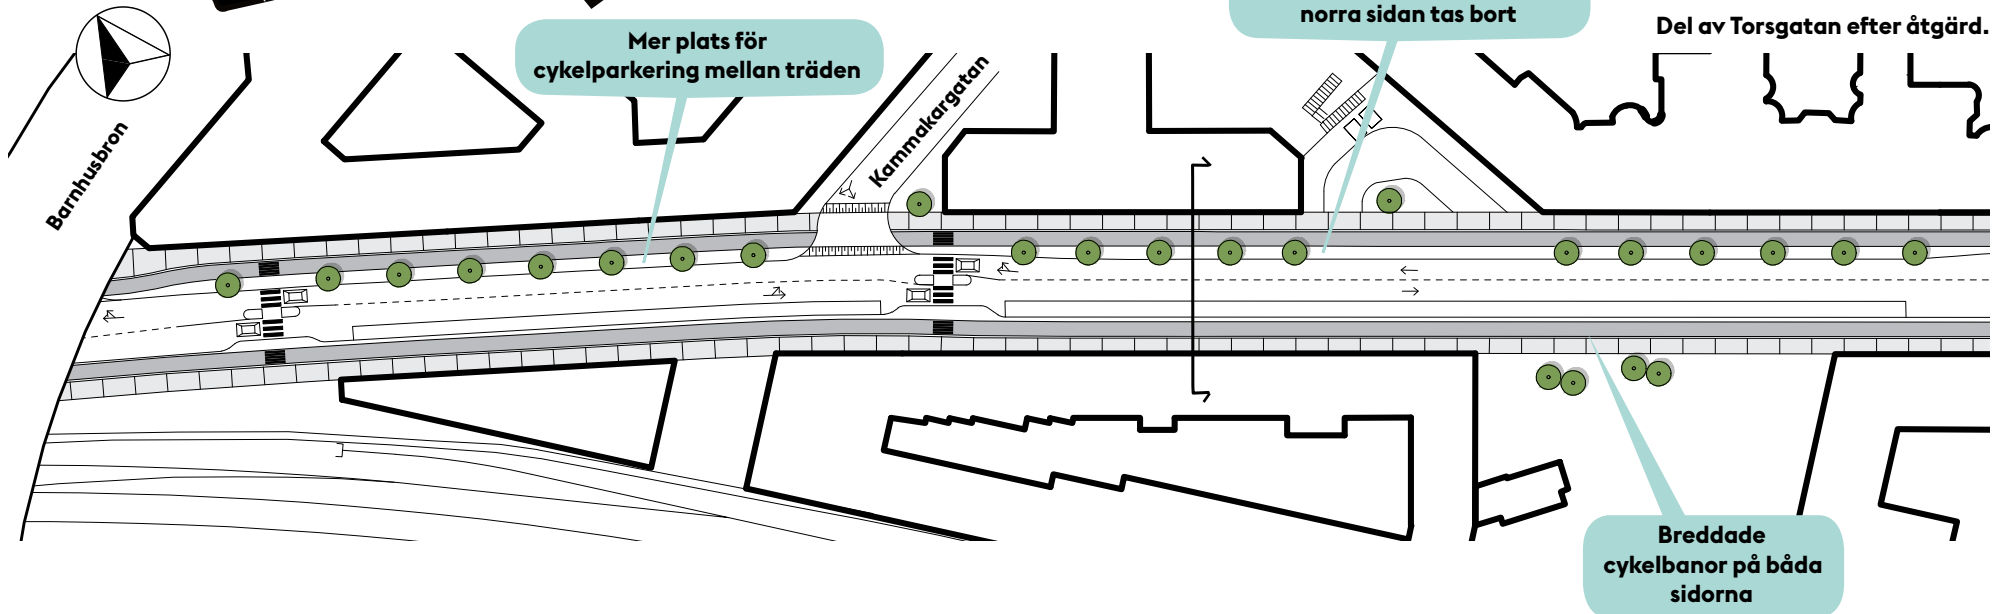 norra sidan tas bort
Del av Torsgatan efter åtgärd.
Mer plats för
cykelparkering mellan träden
Kammakargatan
Barnhusbron
Breddade
cykelbanor på båda
sidorna